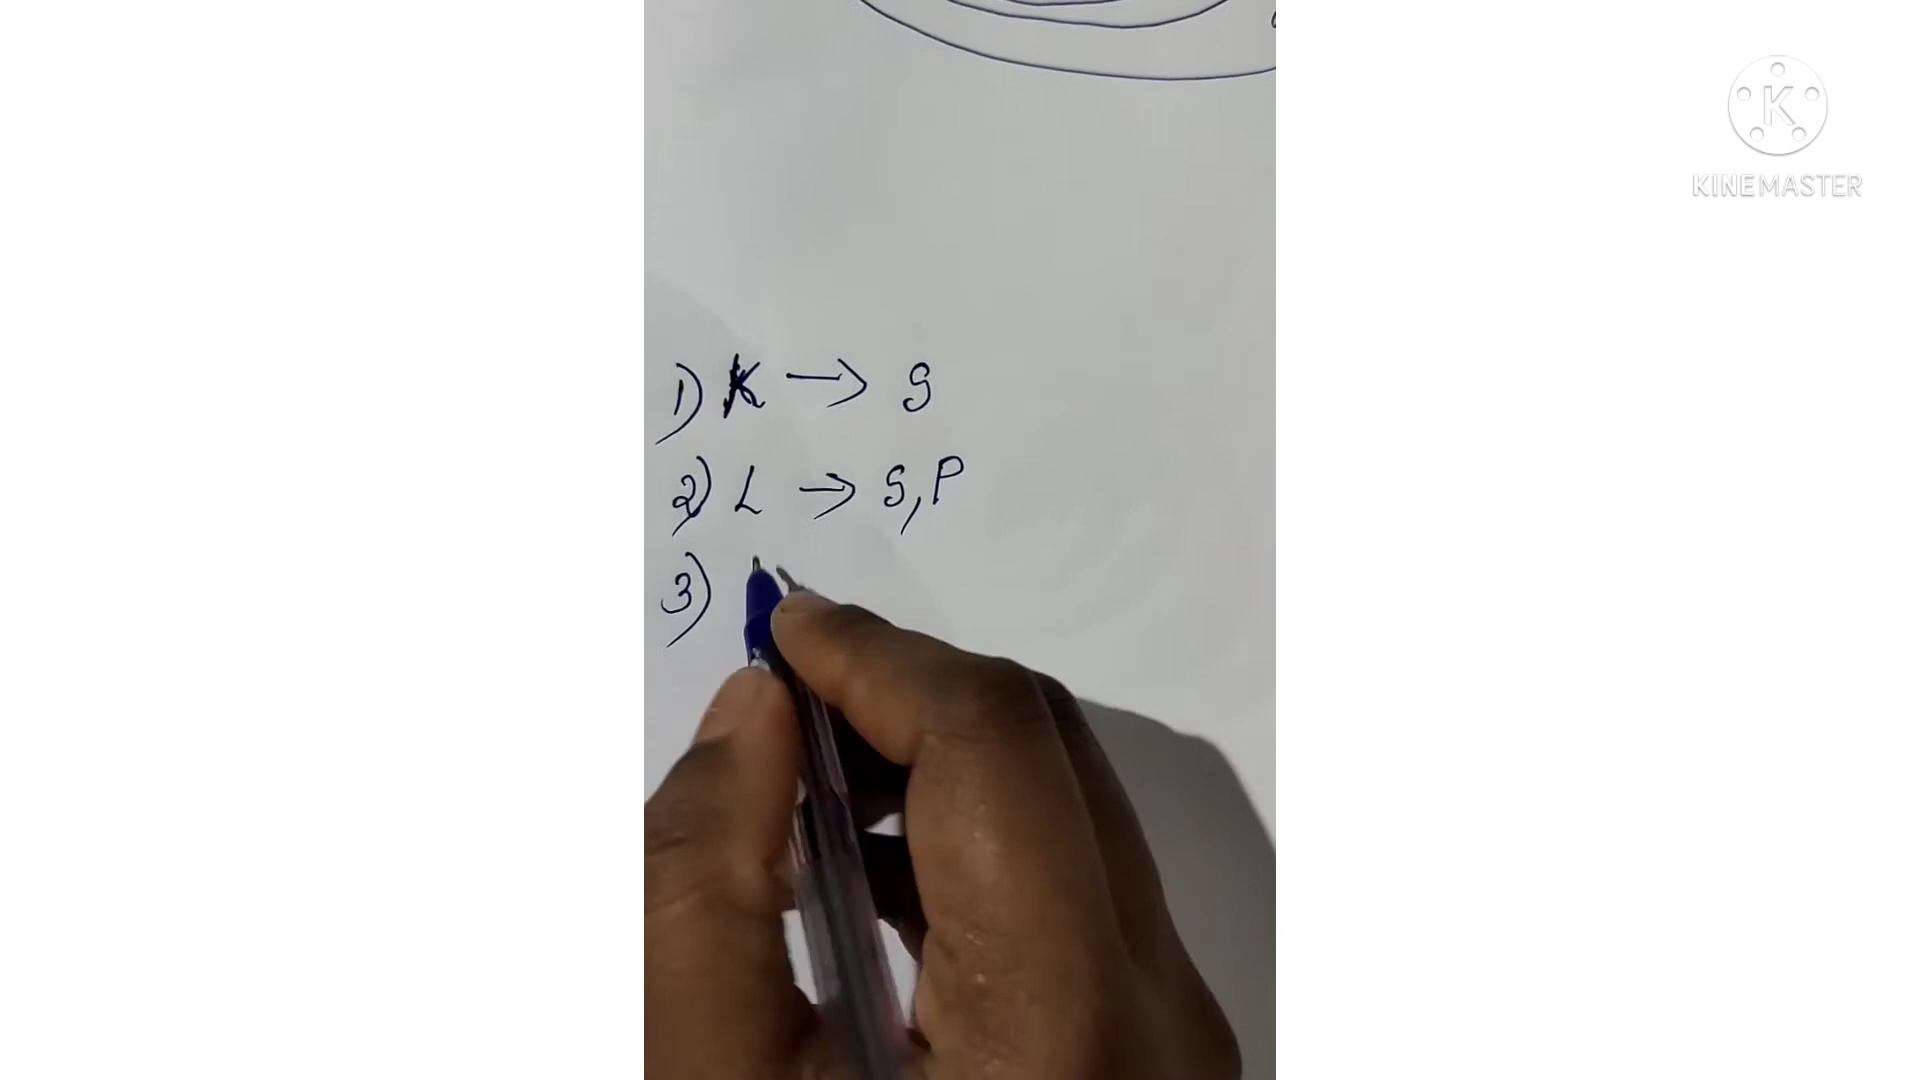 1) K → S
2) L → S, P
3)
K
KINEMASTER